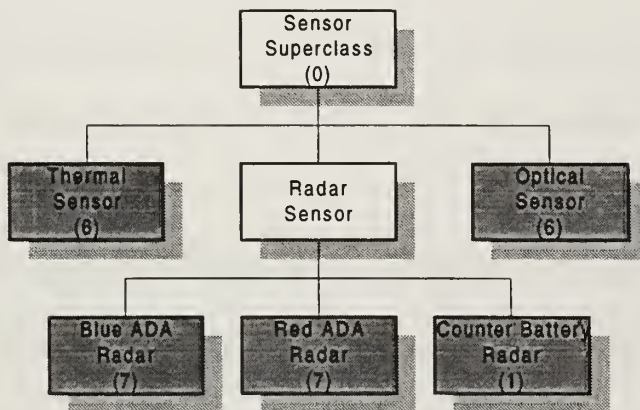 Sensor
Superclass
(0)
Thermal
Sensor
(6)
Radar
Sensor
Optical
Sensor
(6)
Blue ADA
Radar
(7)
Red ADA
Radar
(7)
Counter Battery
Radar
(1)